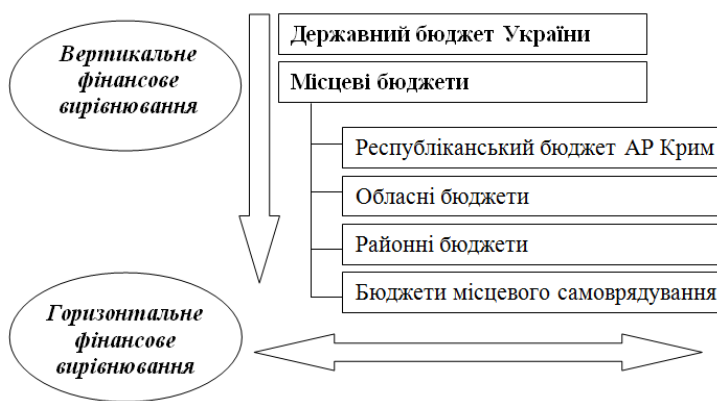 Вертикальне
фінансове
вирівнювання
Державний бюджет України
Місцеві бюджети
Республіканський бюджет АР Крим
Обласні бюджети
Районні бюджети
Бюджети місцевого самоврядування
Горизонтальне
фінансове
вирівнювання